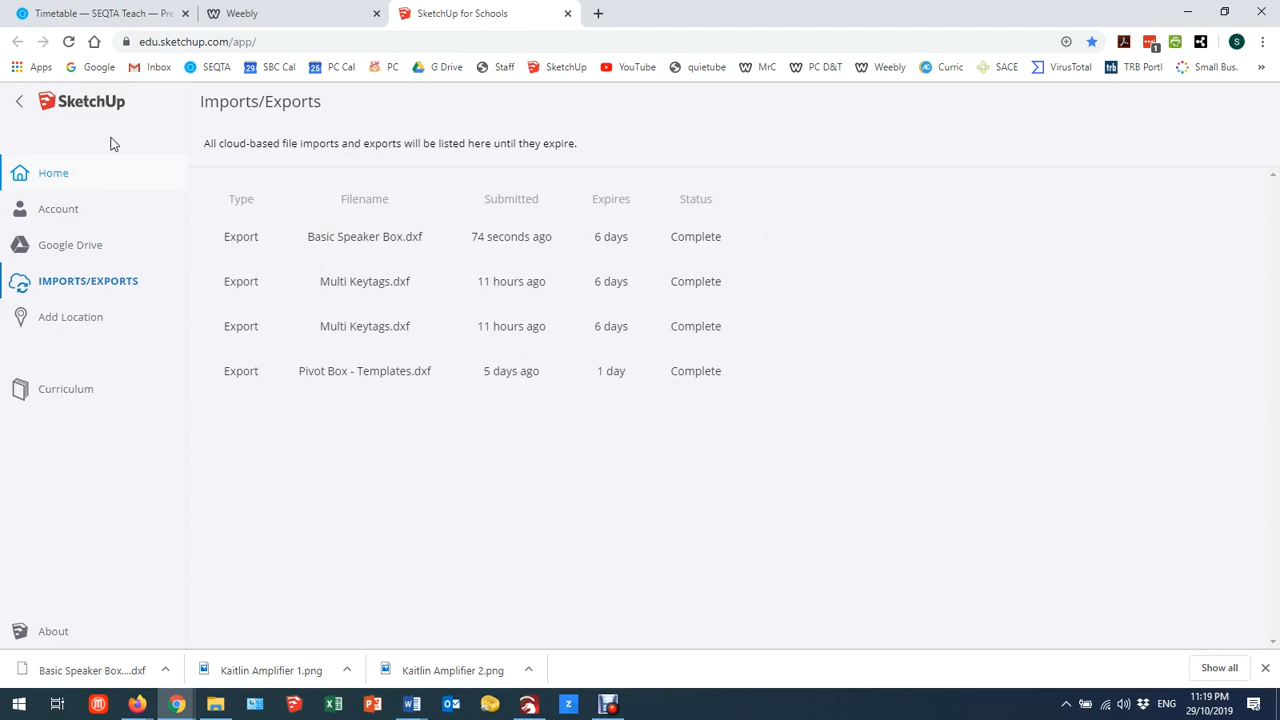 Timetable — SEQTA Teach — Pre
Weebly
SketchUp for Schools
edu.sketchup.com/app/
1
S
Apps
Google
Inbox
SEQTA
29
SBC Cal
25
PC Cal
PC
G Drive
Staff
SketchUp
YouTube
quietube
MrC
PC D&T
Weebly
Curric
SACE
VirusTotal
trb
TRB Portl
Small Bus.
»
SketchUp
Imports/Exports
All cloud-based file imports and exports will be listed here until they expire.
Home
Account
Google Drive
IMPORTS/EXPORTS
Add Location
Curriculum
About
Type Filename Submitted Expires Status
Export Basic Speaker Box.dxf 74 seconds ago 6 days Complete
Export Multi Keytags.dxf 11 hours ago 6 days Complete
Export Multi Keytags.dxf 11 hours ago 6 days Complete
Export Pivot Box - Templates.dxf 5 days ago 1 day Complete
Basic Speaker Box....dxf
Kaitlin Amplifier 1.png
Kaitlin Amplifier 2.png
Show all
ENG
11:19 PM
29/10/2019